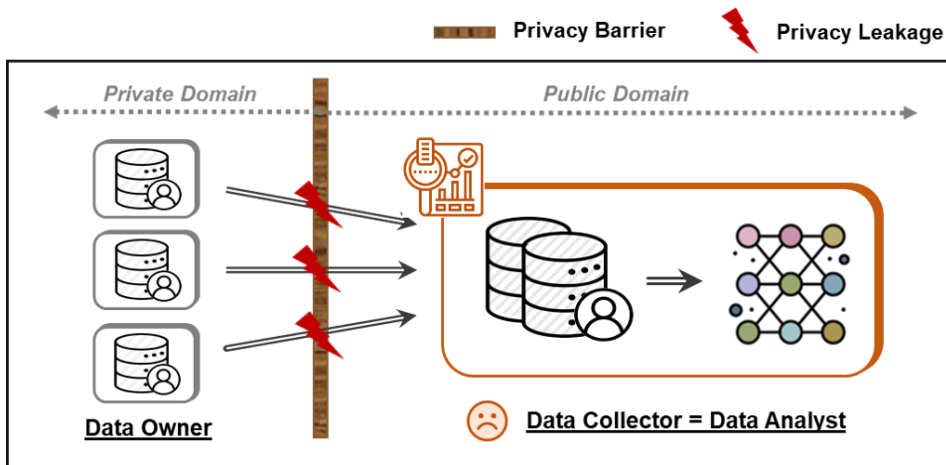 Privacy Barrier
Privacy Leakage
Private Domain
Public Domain
Data Owner
Data Collector = Data Analyst